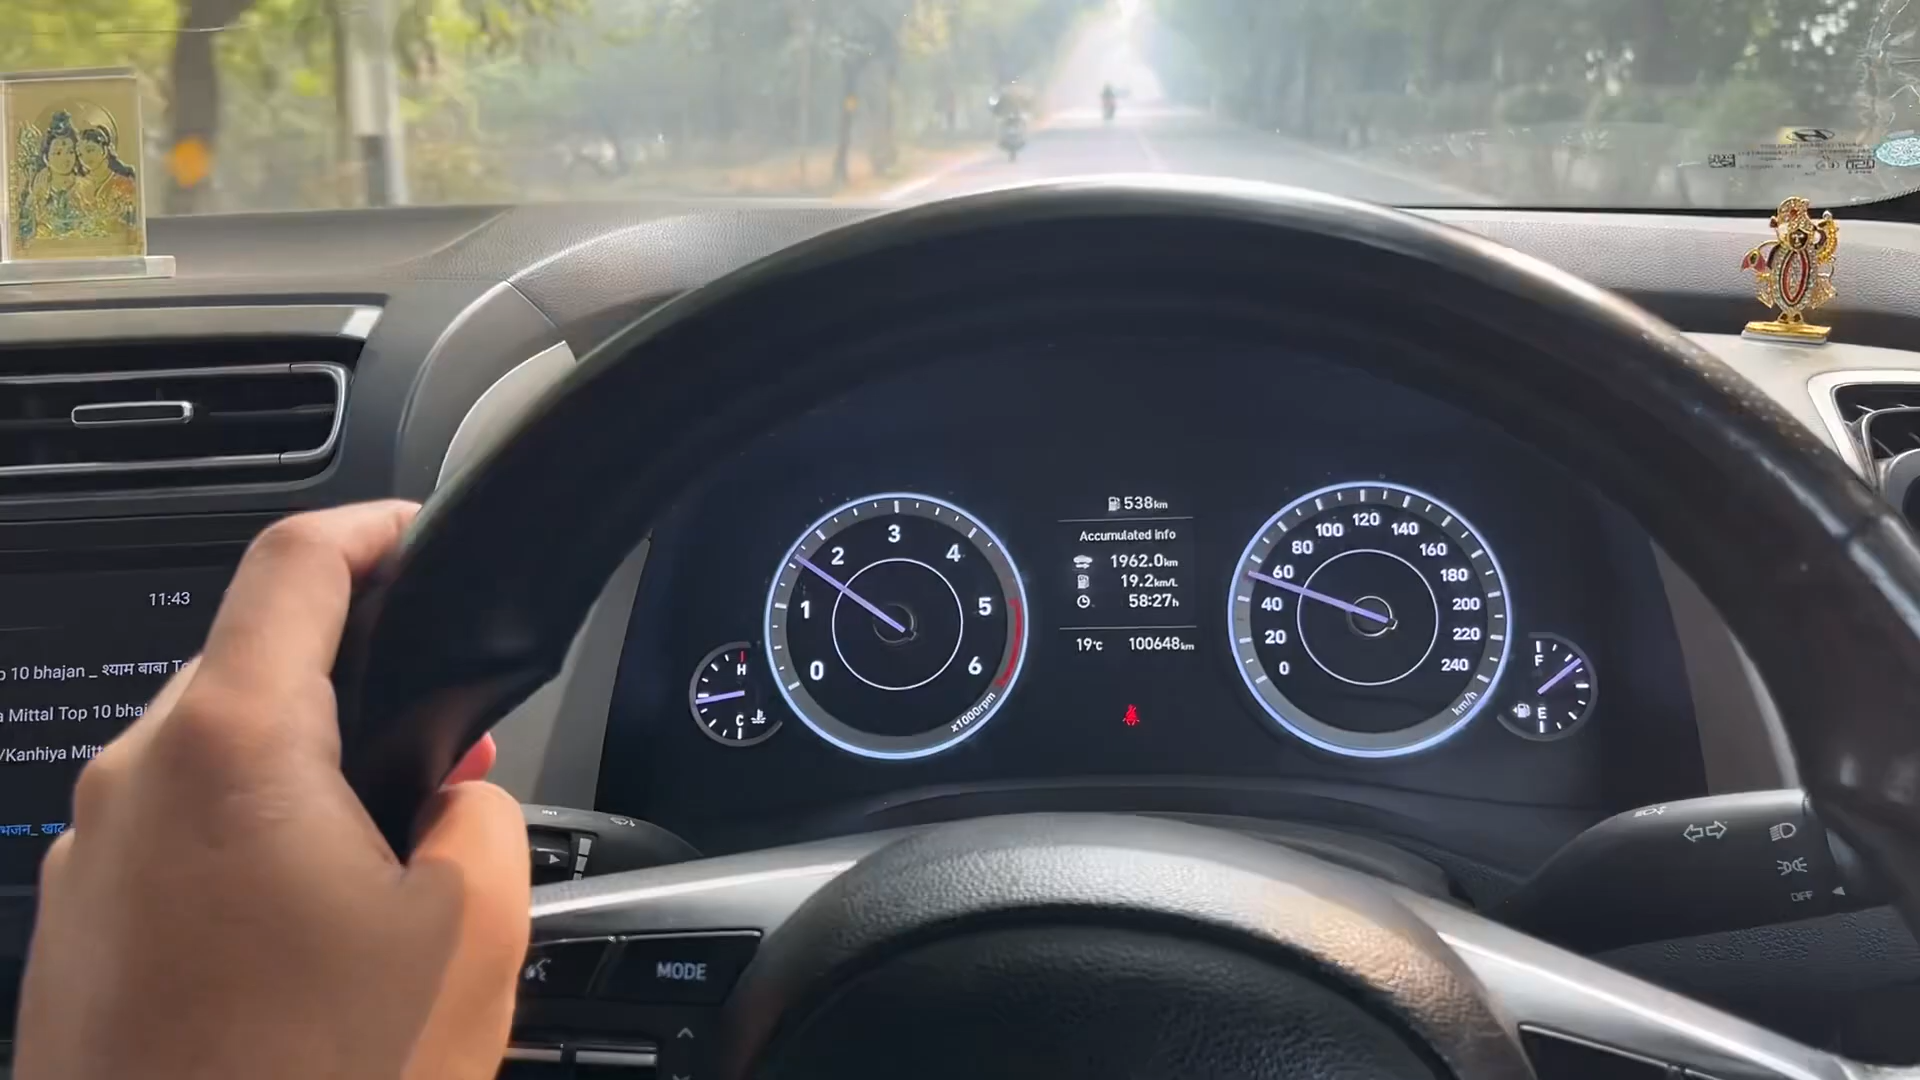 11:43
p 10 bhajan _ श्याम बाबा To
a Mittal Top 10 bhaj
/Kanhiya Mitt
भजन_ खाटू
538km
Accumulated info
1962.0km
19.2km/L
58:27h
19°c 100648km
0
1
2
3
4
5
6
x1000rpm
H
C
0
20
40
60
80
100
120
140
160
180
200
220
240
km/h
F
E
MODE
OFF